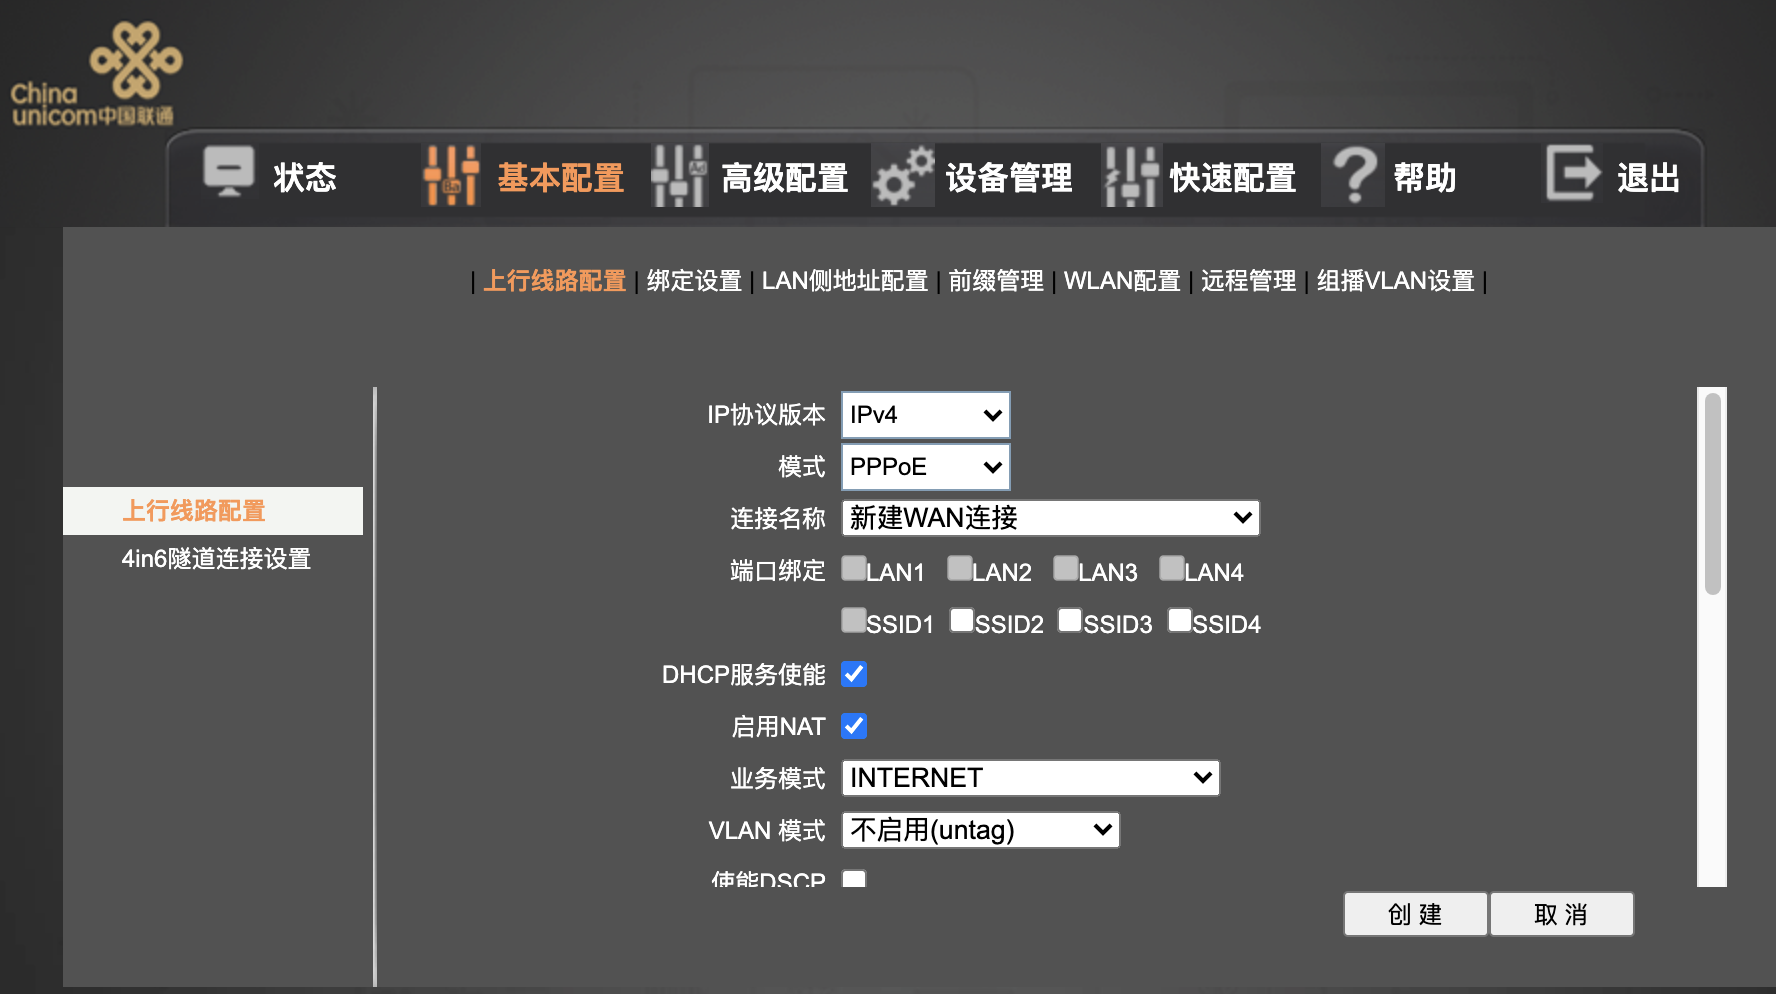 China
unicom中国联通
状态 基本配置 高级配置 设备管理 快速配置 帮助 退出
| 上行线路配置 | 绑定设置 | LAN侧地址配置 | 前缀管理 | WLAN配置 | 远程管理 | 组播VLAN设置 |
上行线路配置
4in6隧道连接设置
IP协议版本 IPv4
模式 PPPoE
连接名称 新建WAN连接
端口绑定 LAN1 LAN2 LAN3 LAN4
SSID1 SSID2 SSID3 SSID4
DHCP服务使能
启用NAT
业务模式 INTERNET
VLAN 模式 不启用(untag)
使能DSCP
创 建 取 消